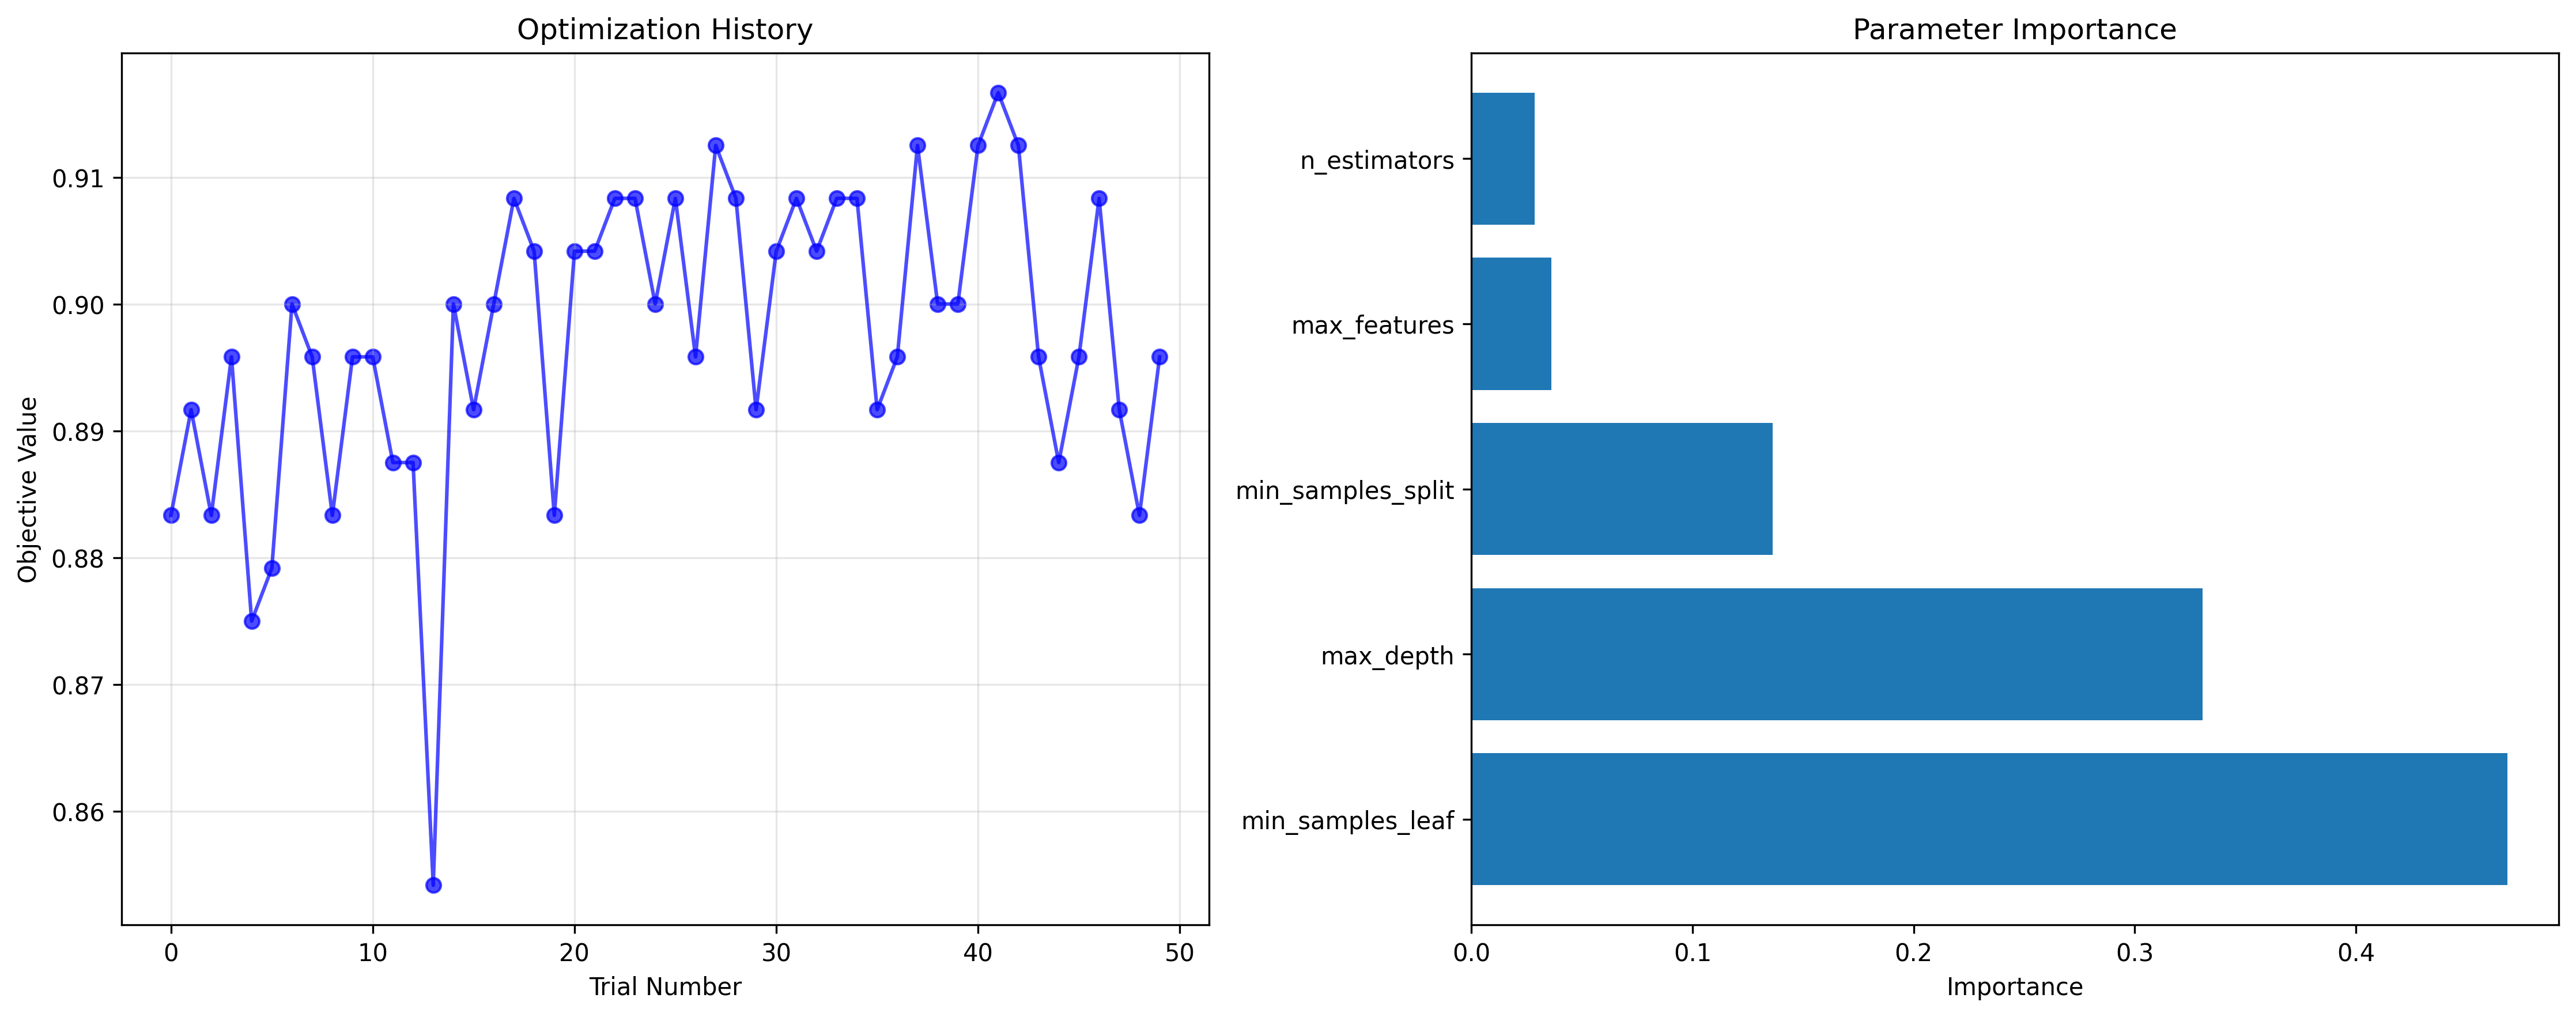 Optimization History
Objective Value
0.91
0.90
0.89
0.88
0.87
0.86
0 10 20 30 40 50
Trial Number
Parameter Importance
n_estimators
max_features
min_samples_split
max_depth
min_samples_leaf
0.0 0.1 0.2 0.3 0.4
Importance